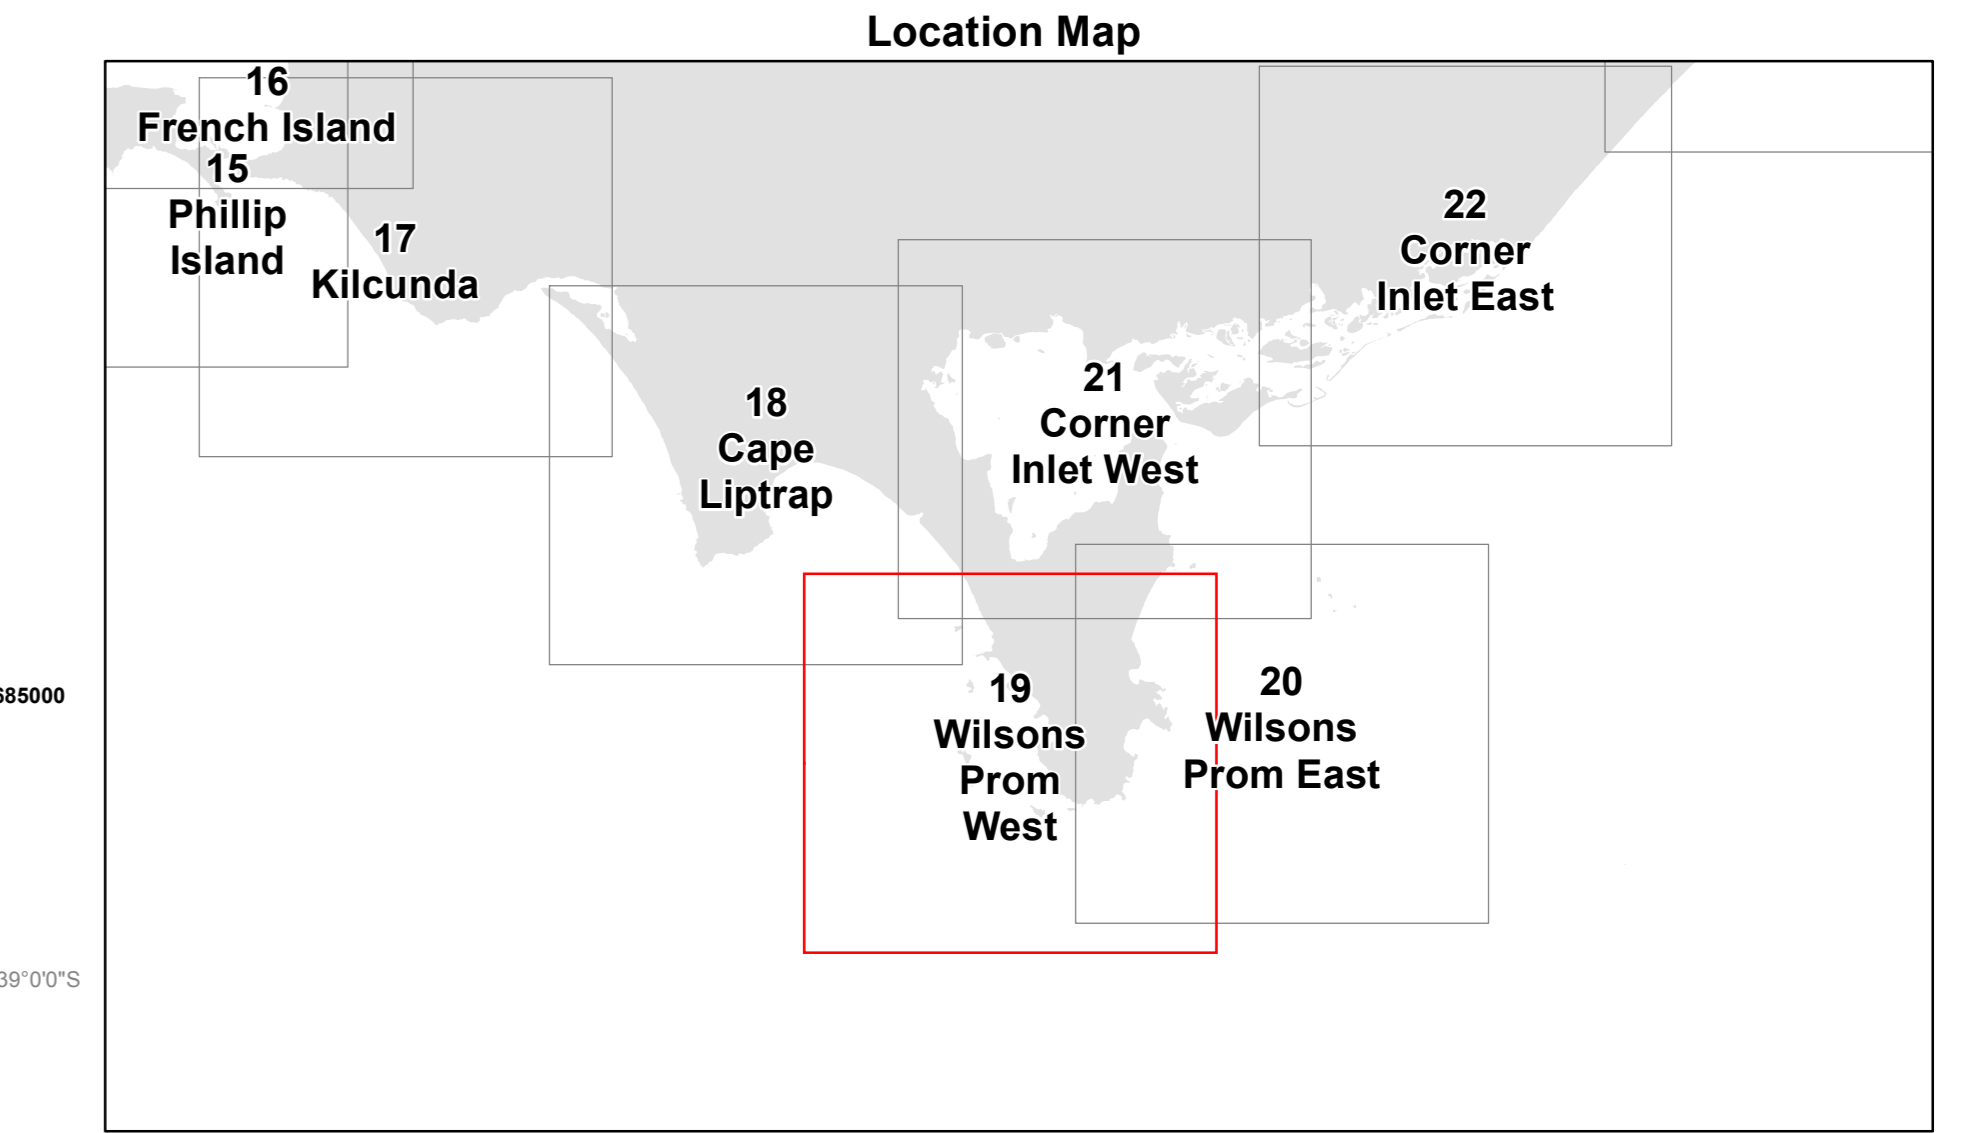 Location Map
16
French Island
15
Phillip
Island
17
Kilcunda
22
Corner
Inlet East
21
Corner
Inlet West
18
Cape
Liptrap
19
Wilsons
Prom
West
20
Wilsons
Prom East
685000
39°0'0"S